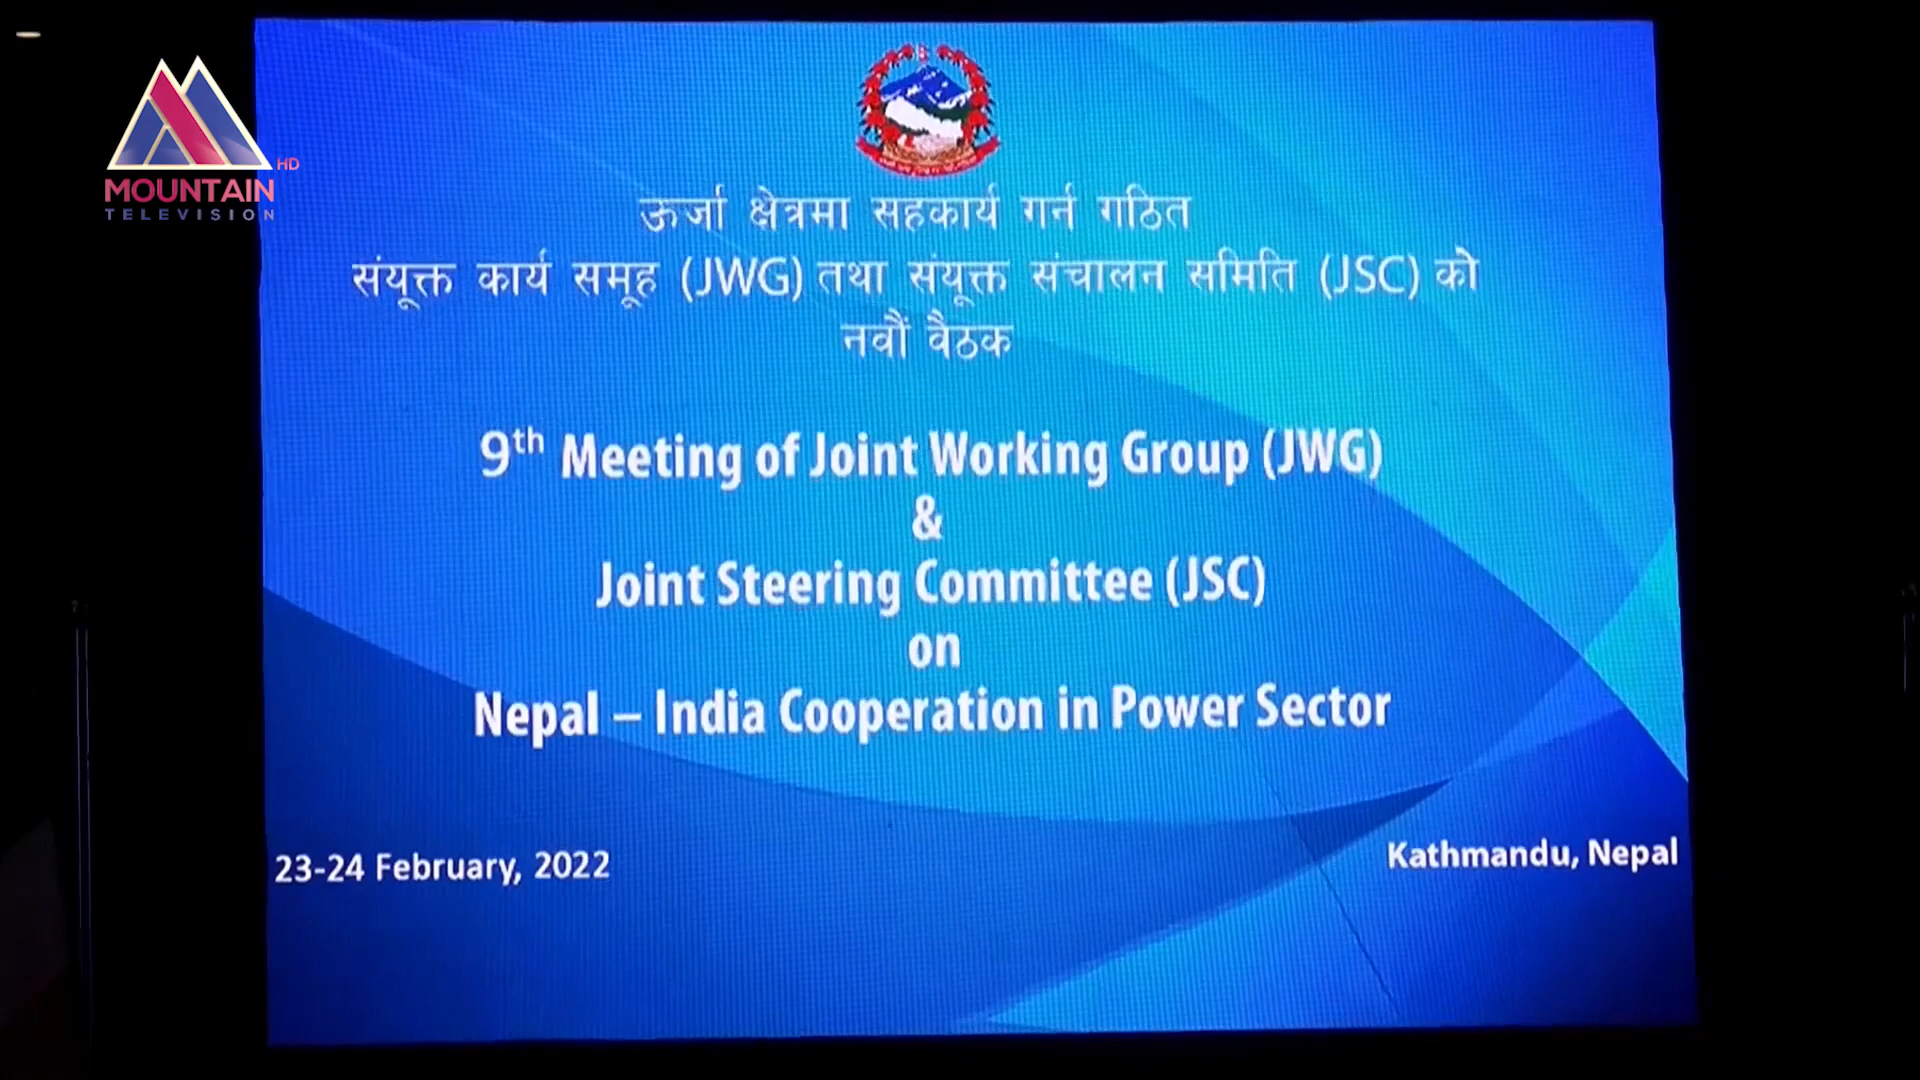 HD
MOUNTAIN
TELEVISION
ऊर्जा क्षेत्रमा सहकार्य गर्न गठित
संयूक्त कार्य समूह (JWG) तथा संयूक्त संचालन समिति (JSC) को
नवौं वैठक
9th Meeting of Joint Working Group (JWG)
&
Joint Steering Committee (JSC)
on
Nepal – India Cooperation in Power Sector
23-24 February, 2022
Kathmandu, Nepal